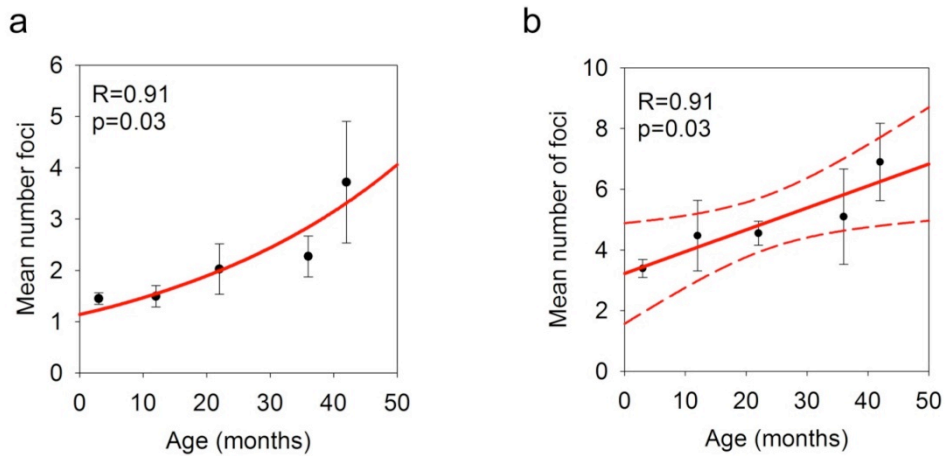 a
6
5
4
3
2
1
0
R=0.91
p=0.03
Mean number foci
0 10 20 30 40 50
Age (months)
b
10
8
6
4
2
0
R=0.91
p=0.03
Mean number of foci
0 10 20 30 40 50
Age (months)